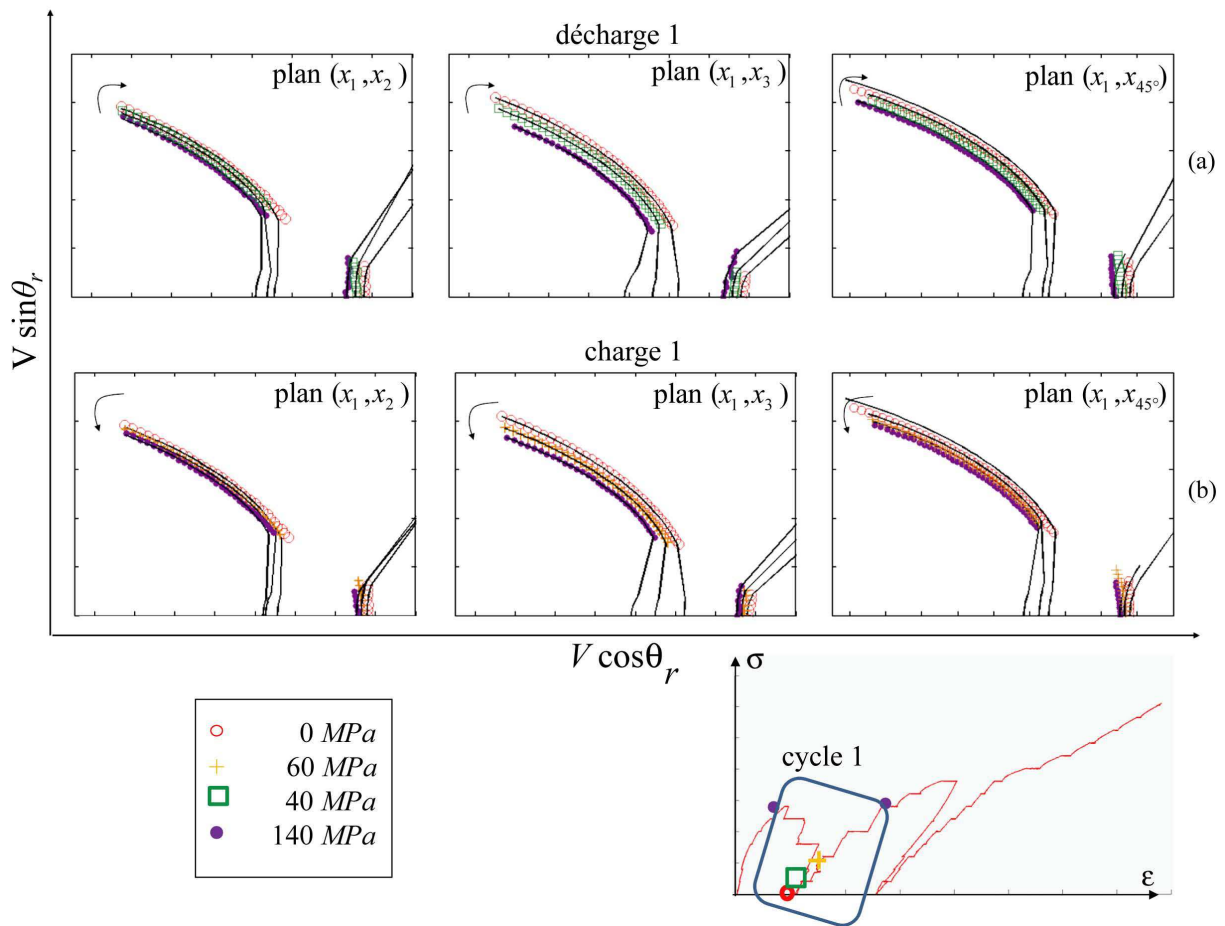 décharge 1
plan (x₁ , x₂ )
plan (x₁ , x₃ )
plan (x₁ , x₄₅°)
(a)
V sinθᵣ
charge 1
plan (x₁ , x₂ )
plan (x₁ , x₃ )
plan (x₁ , x₄₅°)
(b)
V cosθᵣ
0 MPa
60 MPa
40 MPa
140 MPa
σ
cycle 1
ε